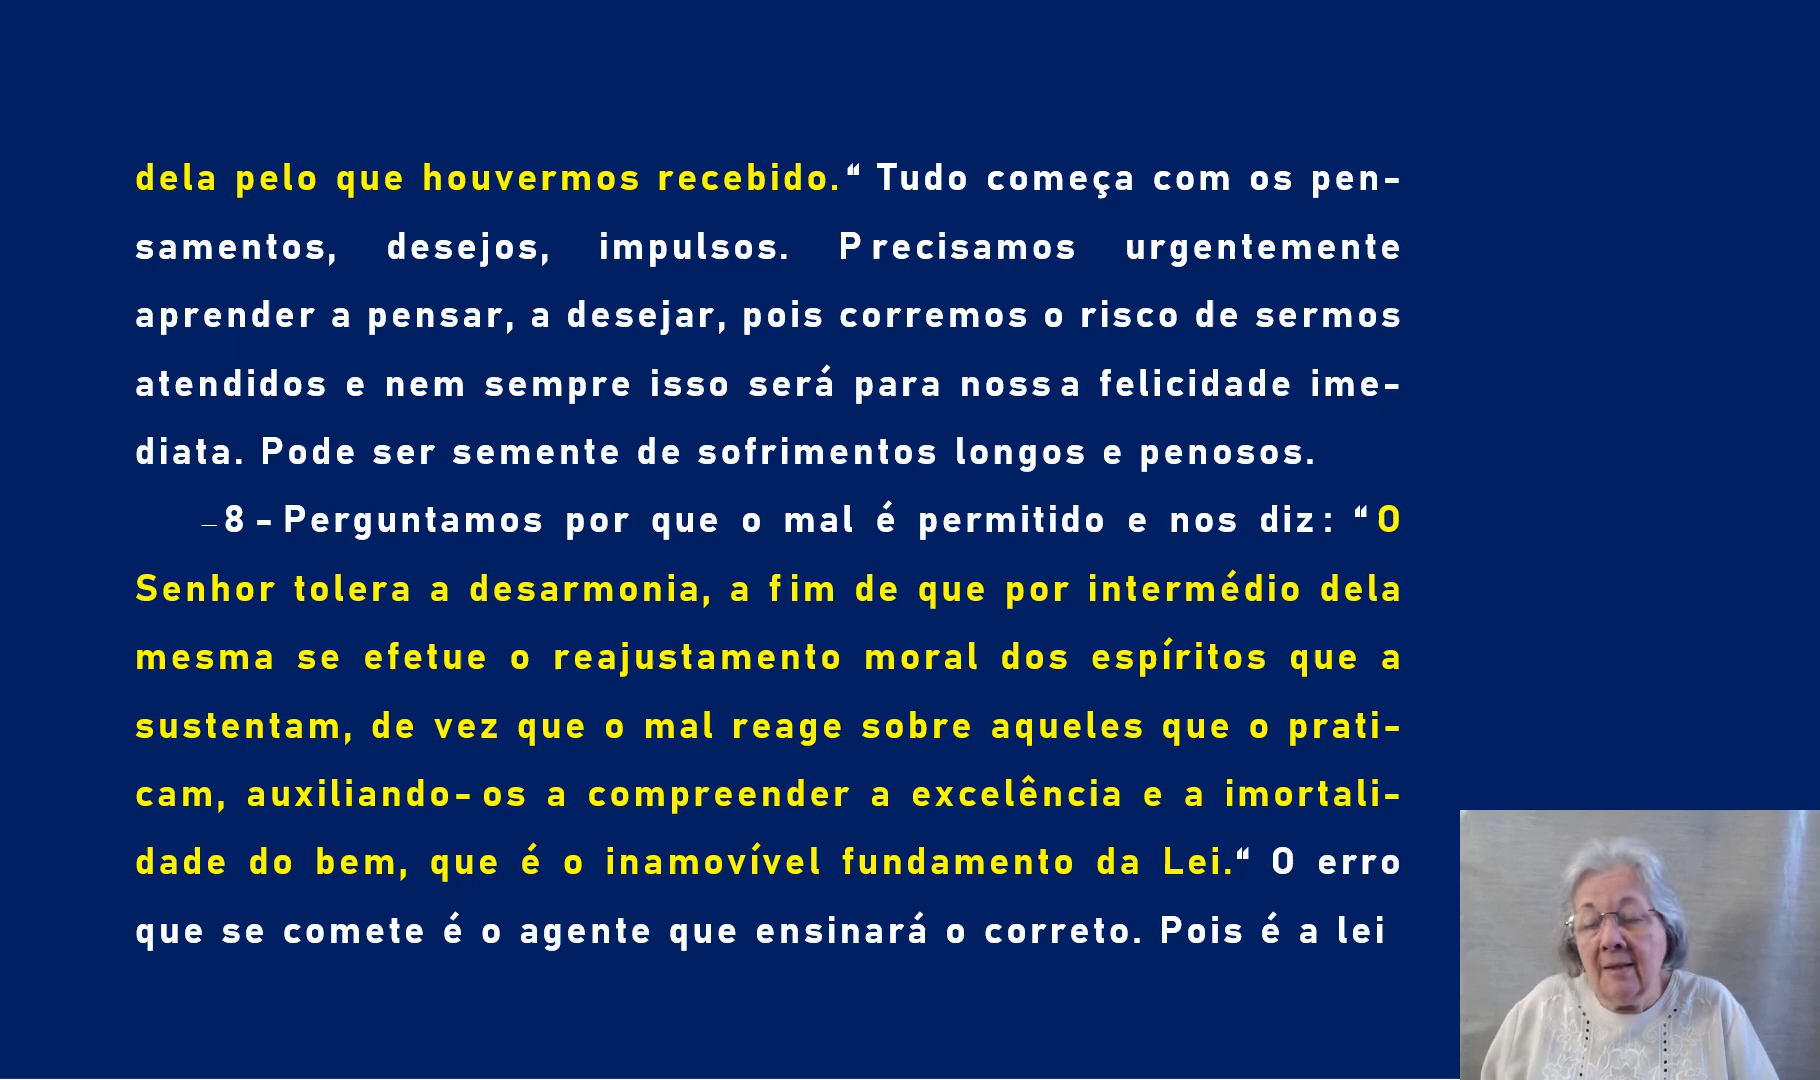 dela pelo que houvermos recebido.“ Tudo começa com os pen-
samentos, desejos, impulsos. Precisamos urgentemente
aprender a pensar, a desejar, pois corremos o risco de sermos
atendidos e nem sempre isso será para nossa felicidade ime-
diata. Pode ser semente de sofrimentos longos e penosos.
–8 - Perguntamos por que o mal é permitido e nos diz: “O
Senhor tolera a desarmonia, a fim de que por intermédio dela
mesma se efetue o reajustamento moral dos espíritos que a
sustentam, de vez que o mal reage sobre aqueles que o prati-
cam, auxiliando-os a compreender a excelência e a imortali-
dade do bem, que é o inamovível fundamento da Lei.“ O erro
que se comete é o agente que ensinará o correto. Pois é a lei